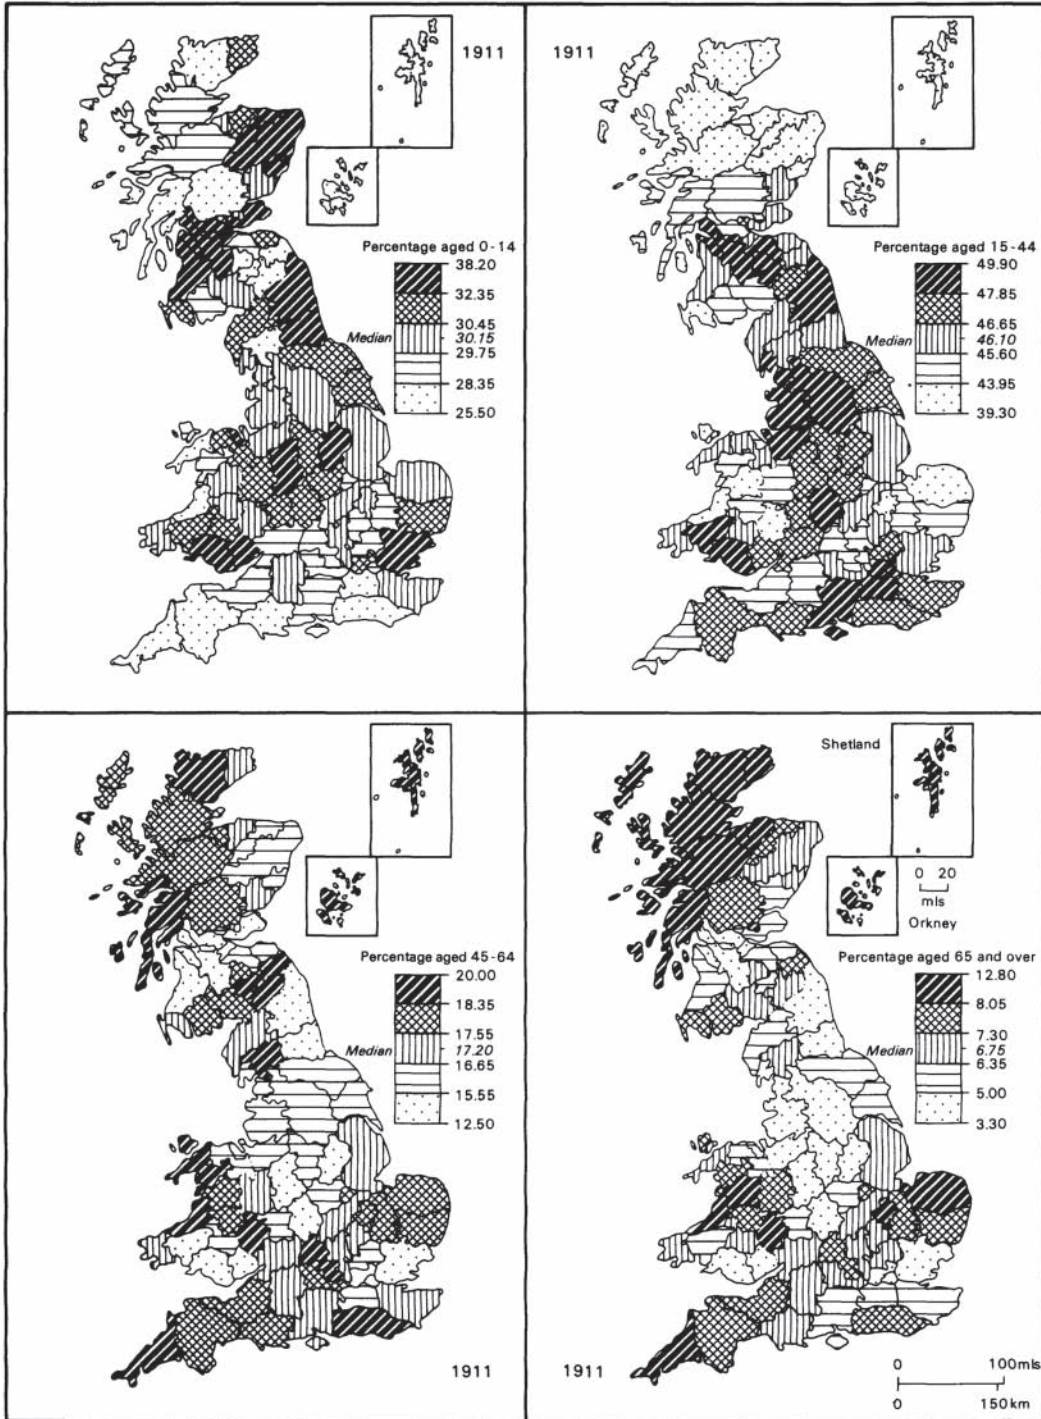 1911
Percentage aged 0-14
38.20
32.35
30.45
Median 30.15
29.75
28.35
25.50
1911
Percentage aged 15-44
49.90
47.85
46.65
Median 46.10
45.60
43.95
39.30
Percentage aged 45-64
20.00
18.35
17.55
Median 17.20
16.65
15.55
12.50
1911
Shetland
0 20
mls
Orkney
Percentage aged 65 and over
12.80
8.05
7.30
Median 6.75
6.35
5.00
3.30
1911
0 100mls
0 150km